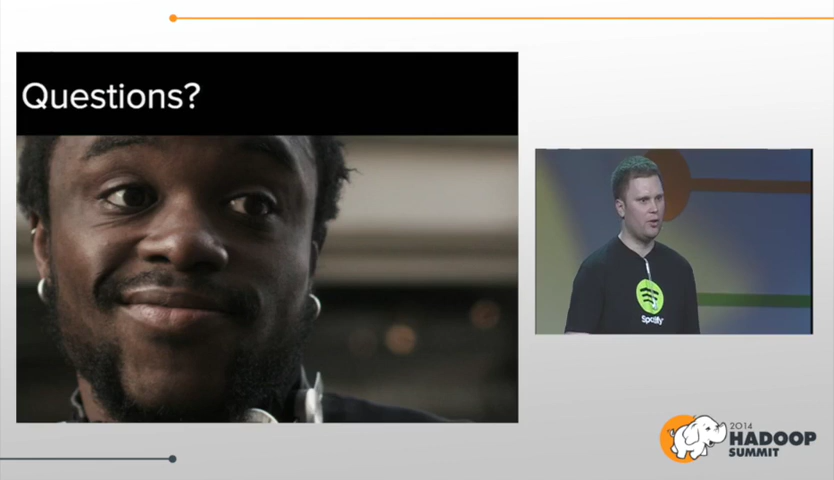 Questions?
Spotify
2014
HADOOP
SUMMIT